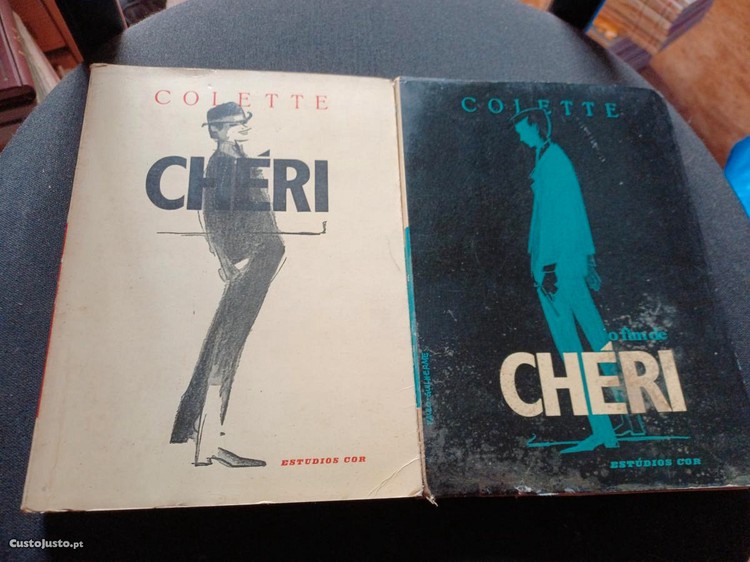 COLETTE
CHÉRI
ESTUDIOS COR
COLETTE
o fim de
CHÉRI
ESTÚDIOS COR
CustoJusto.pt